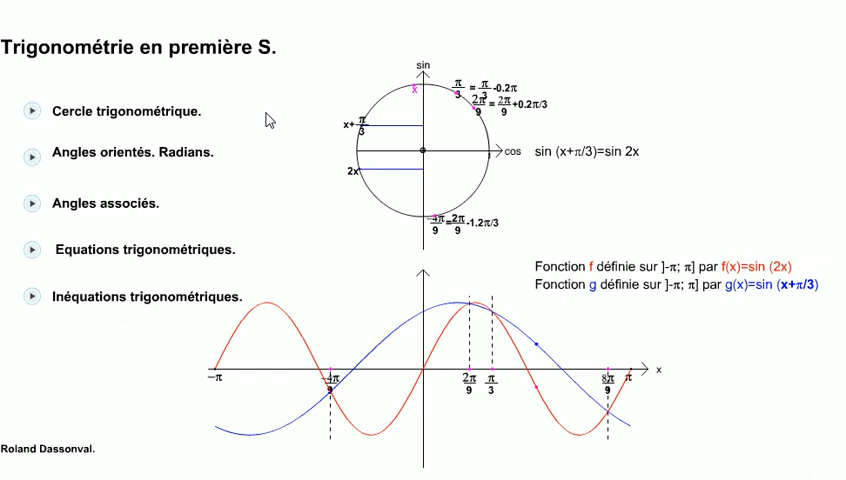 Trigonométrie en première S.
Cercle trigonométrique.
Angles orientés. Radians.
Angles associés.
Equations trigonométriques.
Inéquations trigonométriques.
Roland Dassonval.
sin
x
π/3 = π/3 -0.2π
2π/9 = 2π/9 +0.2π/3
x+π/3
cos
sin (x+π/3)=sin 2x
2x
-4π/9 = 2π/9 -1.2π/3
Fonction f définie sur ]-π; π] par f(x)=sin (2x)
Fonction g définie sur ]-π; π] par g(x)=sin (x+π/3)
x
−π
-4π/9
2π/9
π/3
8π/9
π